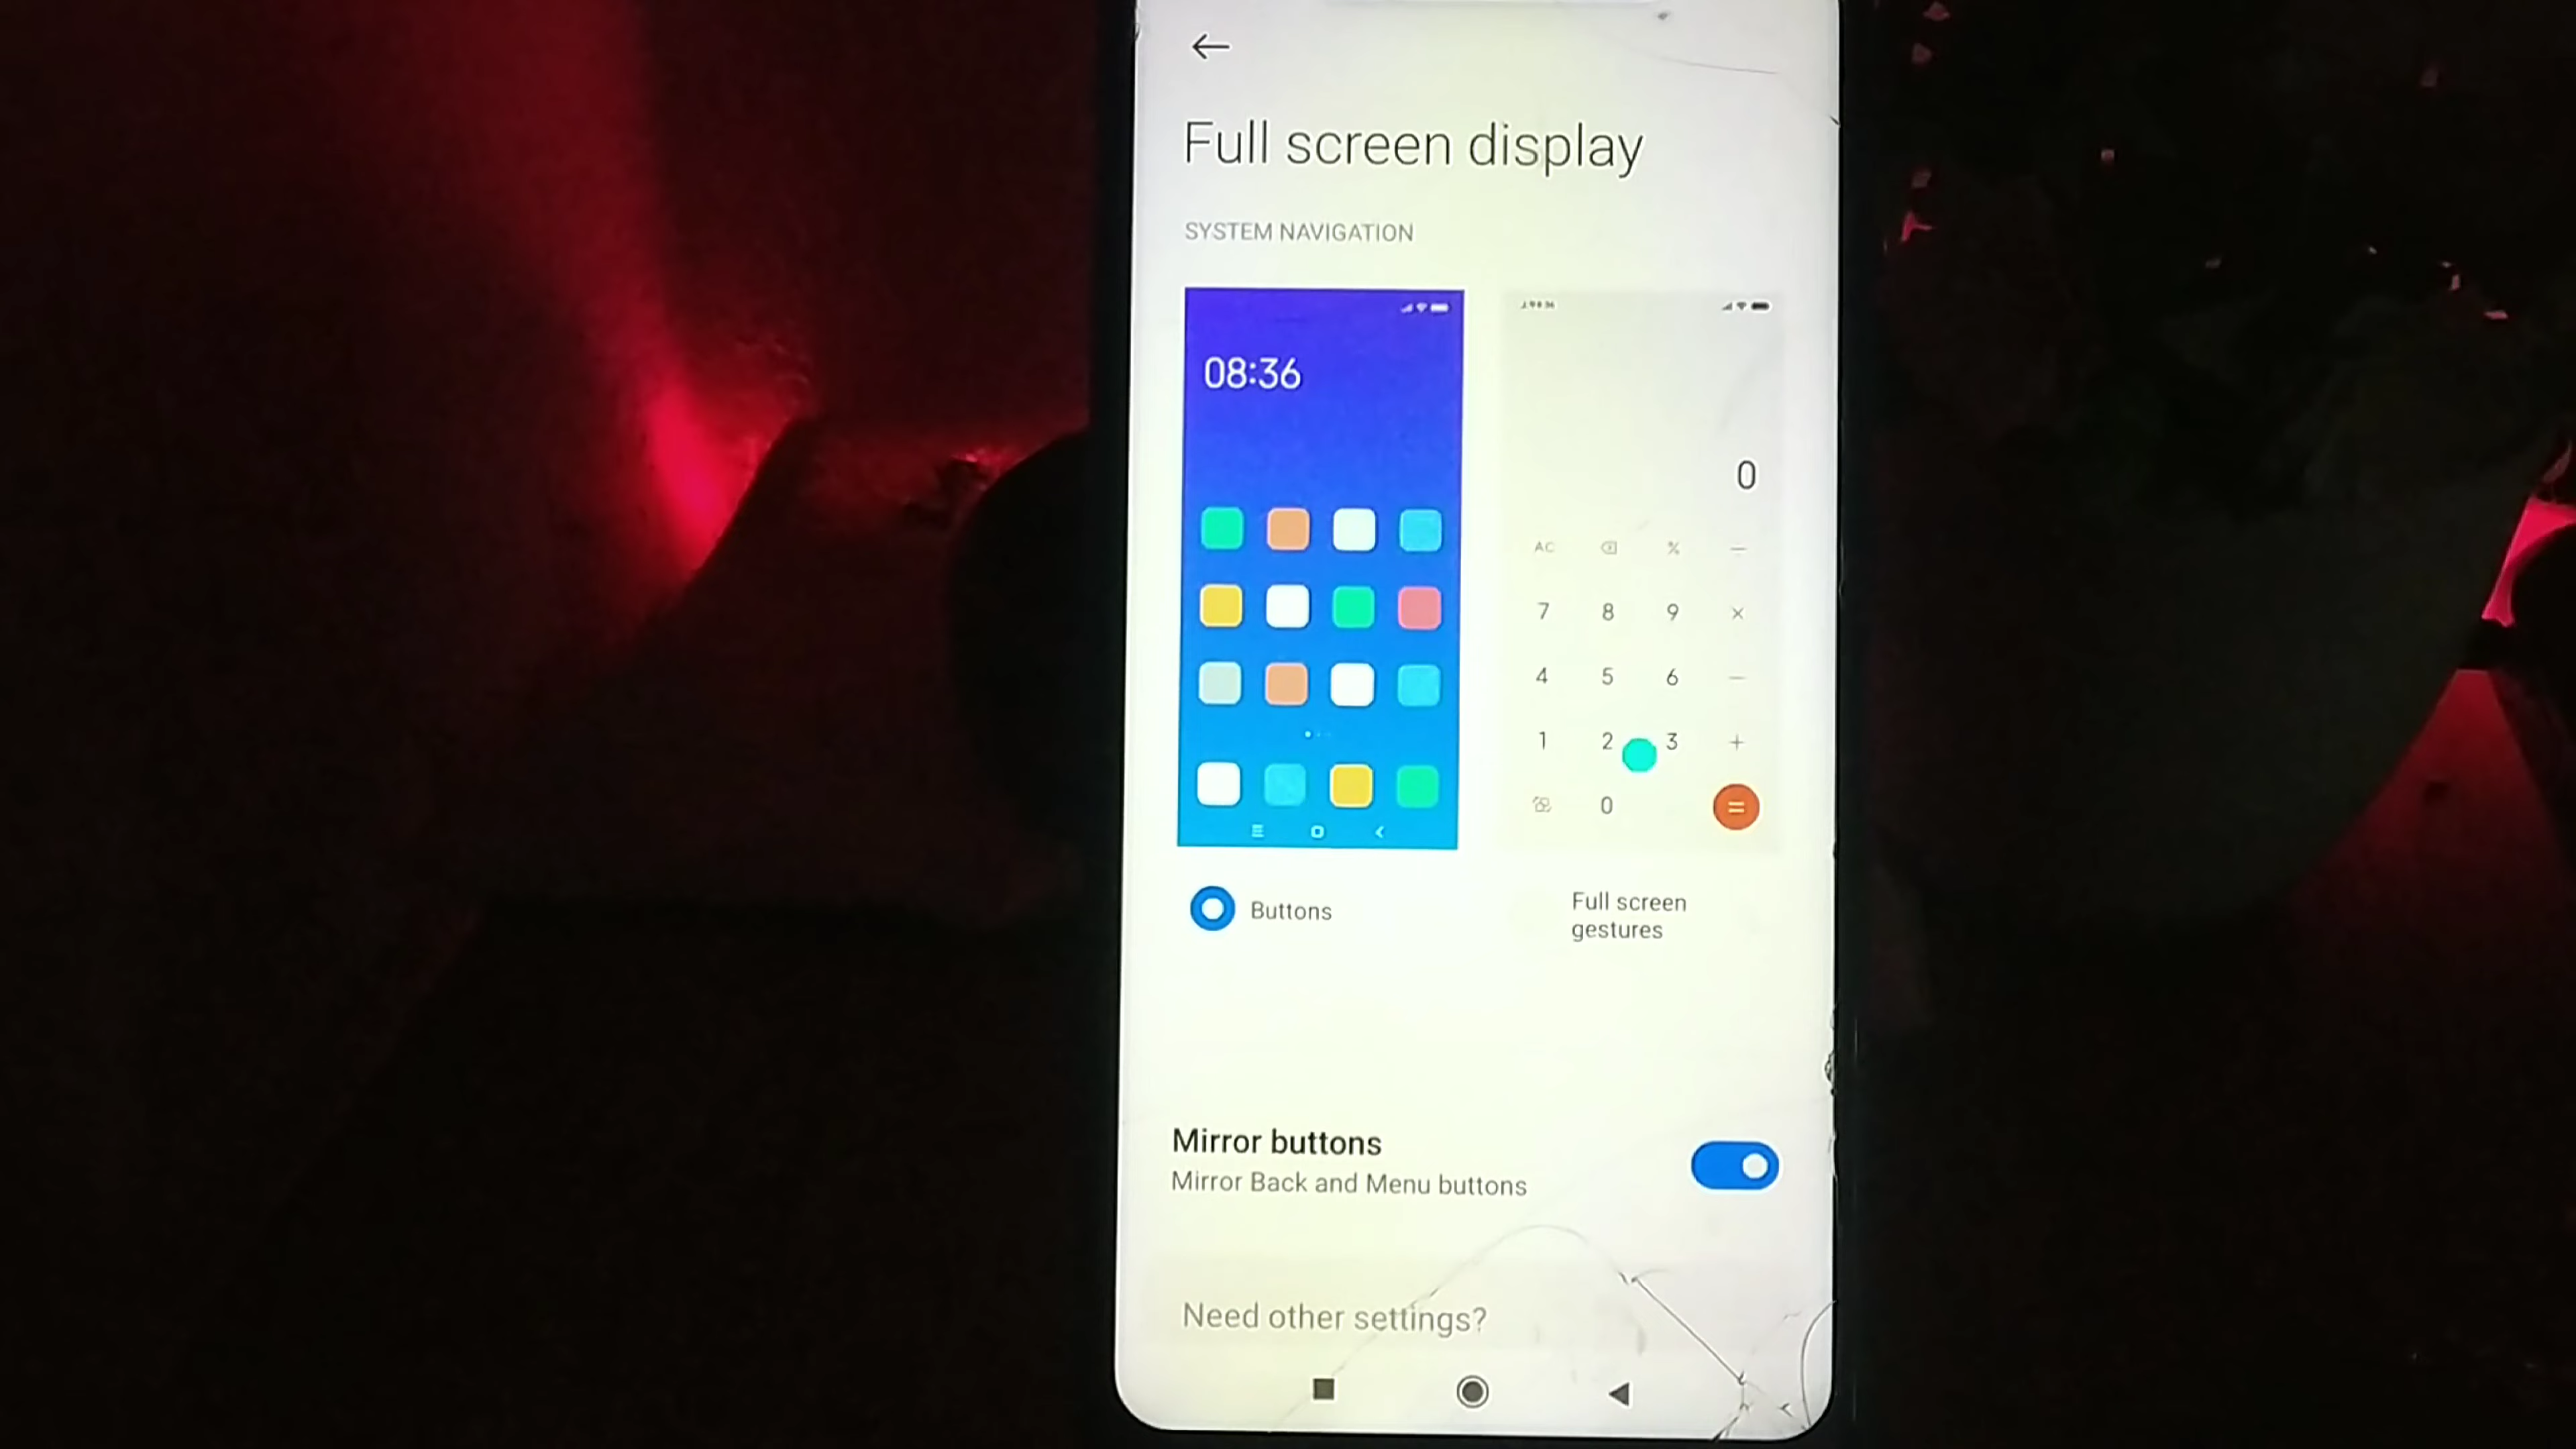 Full screen display
SYSTEM NAVIGATION
08:36
0
AC % —
7 8 9 ×
4 5 6 —
1 2 3 +
0 =
Buttons
Full screen
gestures
Mirror buttons
Mirror Back and Menu buttons
Need other settings?